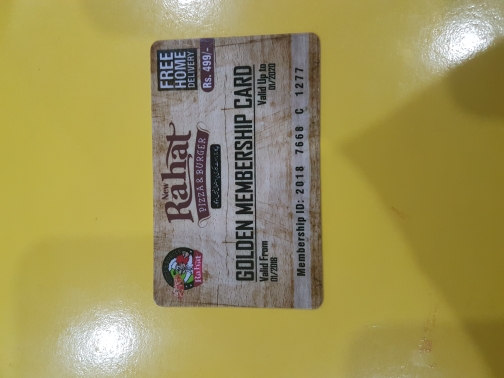 New
Rahat
PIZZA & BURGER
FREE
HOME
DELIVERY
Rs. 499/-
Rahat
GOLDEN MEMBERSHIP CARD
Valid From
01/2018
Valid Up to
01/2020
Membership ID: 2018 7668 C 1277